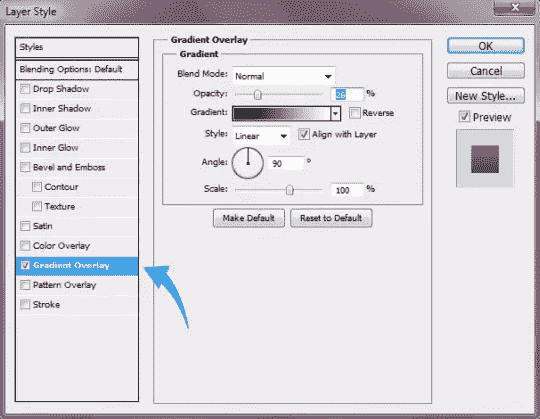 Layer Style
Styles
Blending Options: Default
Drop Shadow
Inner Shadow
Outer Glow
Inner Glow
Bevel and Emboss
Contour
Texture
Satin
Color Overlay
Gradient Overlay
Pattern Overlay
Stroke
Gradient Overlay
Gradient
Blend Mode: Normal
Opacity: 26 %
Gradient: Reverse
Style: Linear Align with Layer
Angle: 90 °
Scale: 100 %
Make Default Reset to Default
OK
Cancel
New Style...
Preview